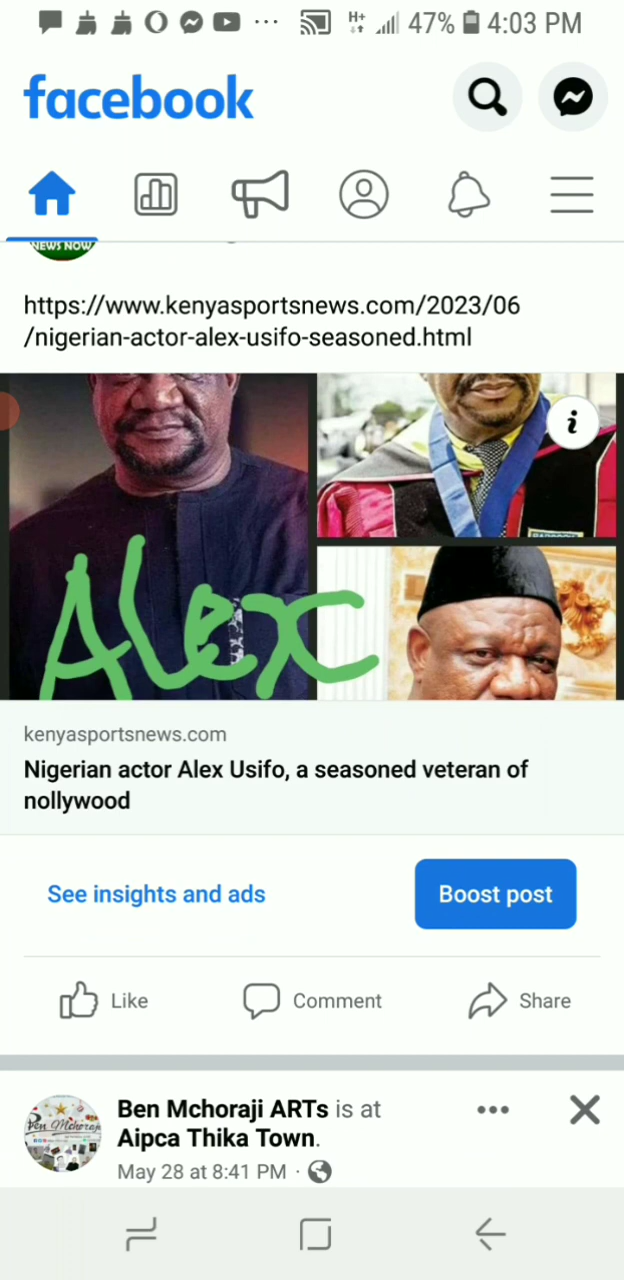 H+ 47% 4:03 PM
facebook
NEWS NOW
https://www.kenyasportsnews.com/2023/06
/nigerian-actor-alex-usifo-seasoned.html
i
Alex
kenyasportsnews.com
Nigerian actor Alex Usifo, a seasoned veteran of
nollywood
See insights and ads
Boost post
Like Comment Share
Ben Mchoraji ARTs is at
Aipca Thika Town.
May 28 at 8:41 PM ·